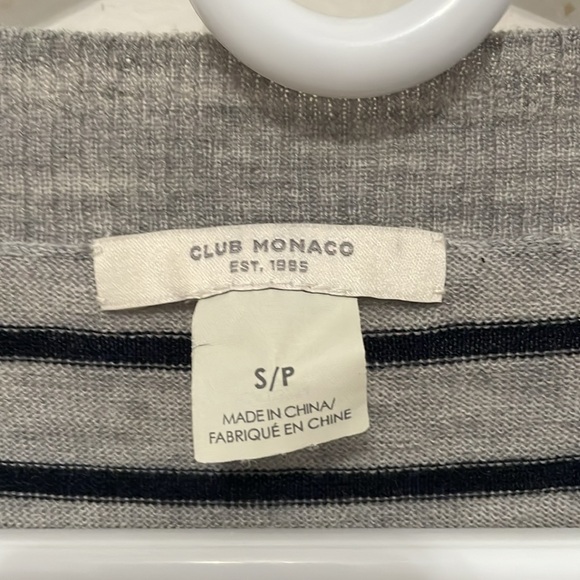 CLUB MONACO
EST. 1985
S/P
MADE IN CHINA/
FABRIQUÉ EN CHINE